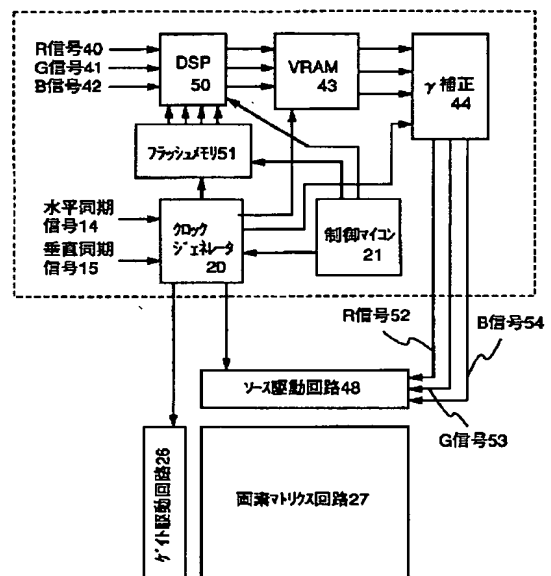 R信号40
G信号41
B信号42
DSP
50
VRAM
43
γ補正
44
フラッシュメモリ51
水平同期
信号14
垂直同期
信号15
クロック
ジェネレータ
20
制御マイコン
21
R信号52
B信号54
G信号53
ソース駆動回路48
ゲイト駆動回路26
画素マトリクス回路27